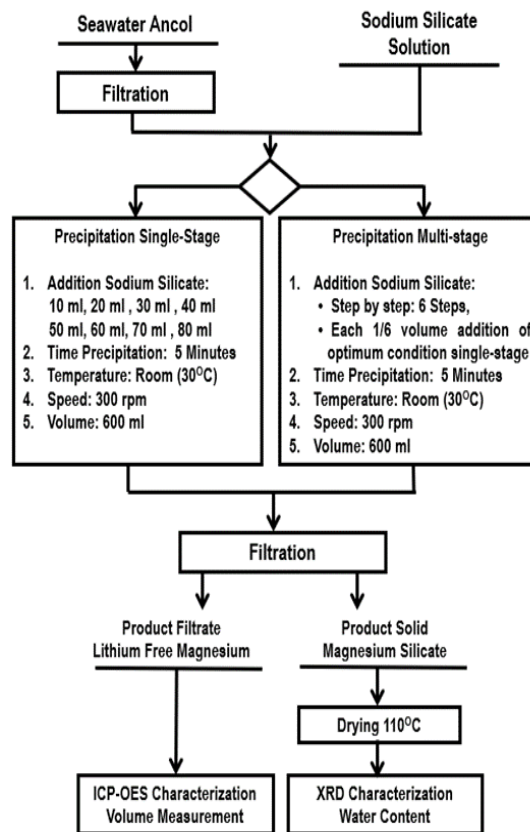 Seawater Ancol
Sodium Silicate
Solution
Filtration
Precipitation Single-Stage
1. Addition Sodium Silicate:
10 ml, 20 ml , 30 ml , 40 ml
50 ml, 60 ml, 70 ml , 80 ml
2. Time Precipitation: 5 Minutes
3. Temperature: Room (30⁰C)
4. Speed: 300 rpm
5. Volume: 600 ml
Precipitation Multi-stage
1. Addition Sodium Silicate:
• Step by step: 6 Steps,
• Each 1/6 volume addition of
optimum condition single-stage
2. Time Precipitation: 5 Minutes
3. Temperature: Room (30⁰C)
4. Speed: 300 rpm
5. Volume: 600 ml
Filtration
Product Filtrate
Lithium Free Magnesium
Product Solid
Magnesium Silicate
Drying 110⁰C
ICP-OES Characterization
Volume Measurement
XRD Characterization
Water Content